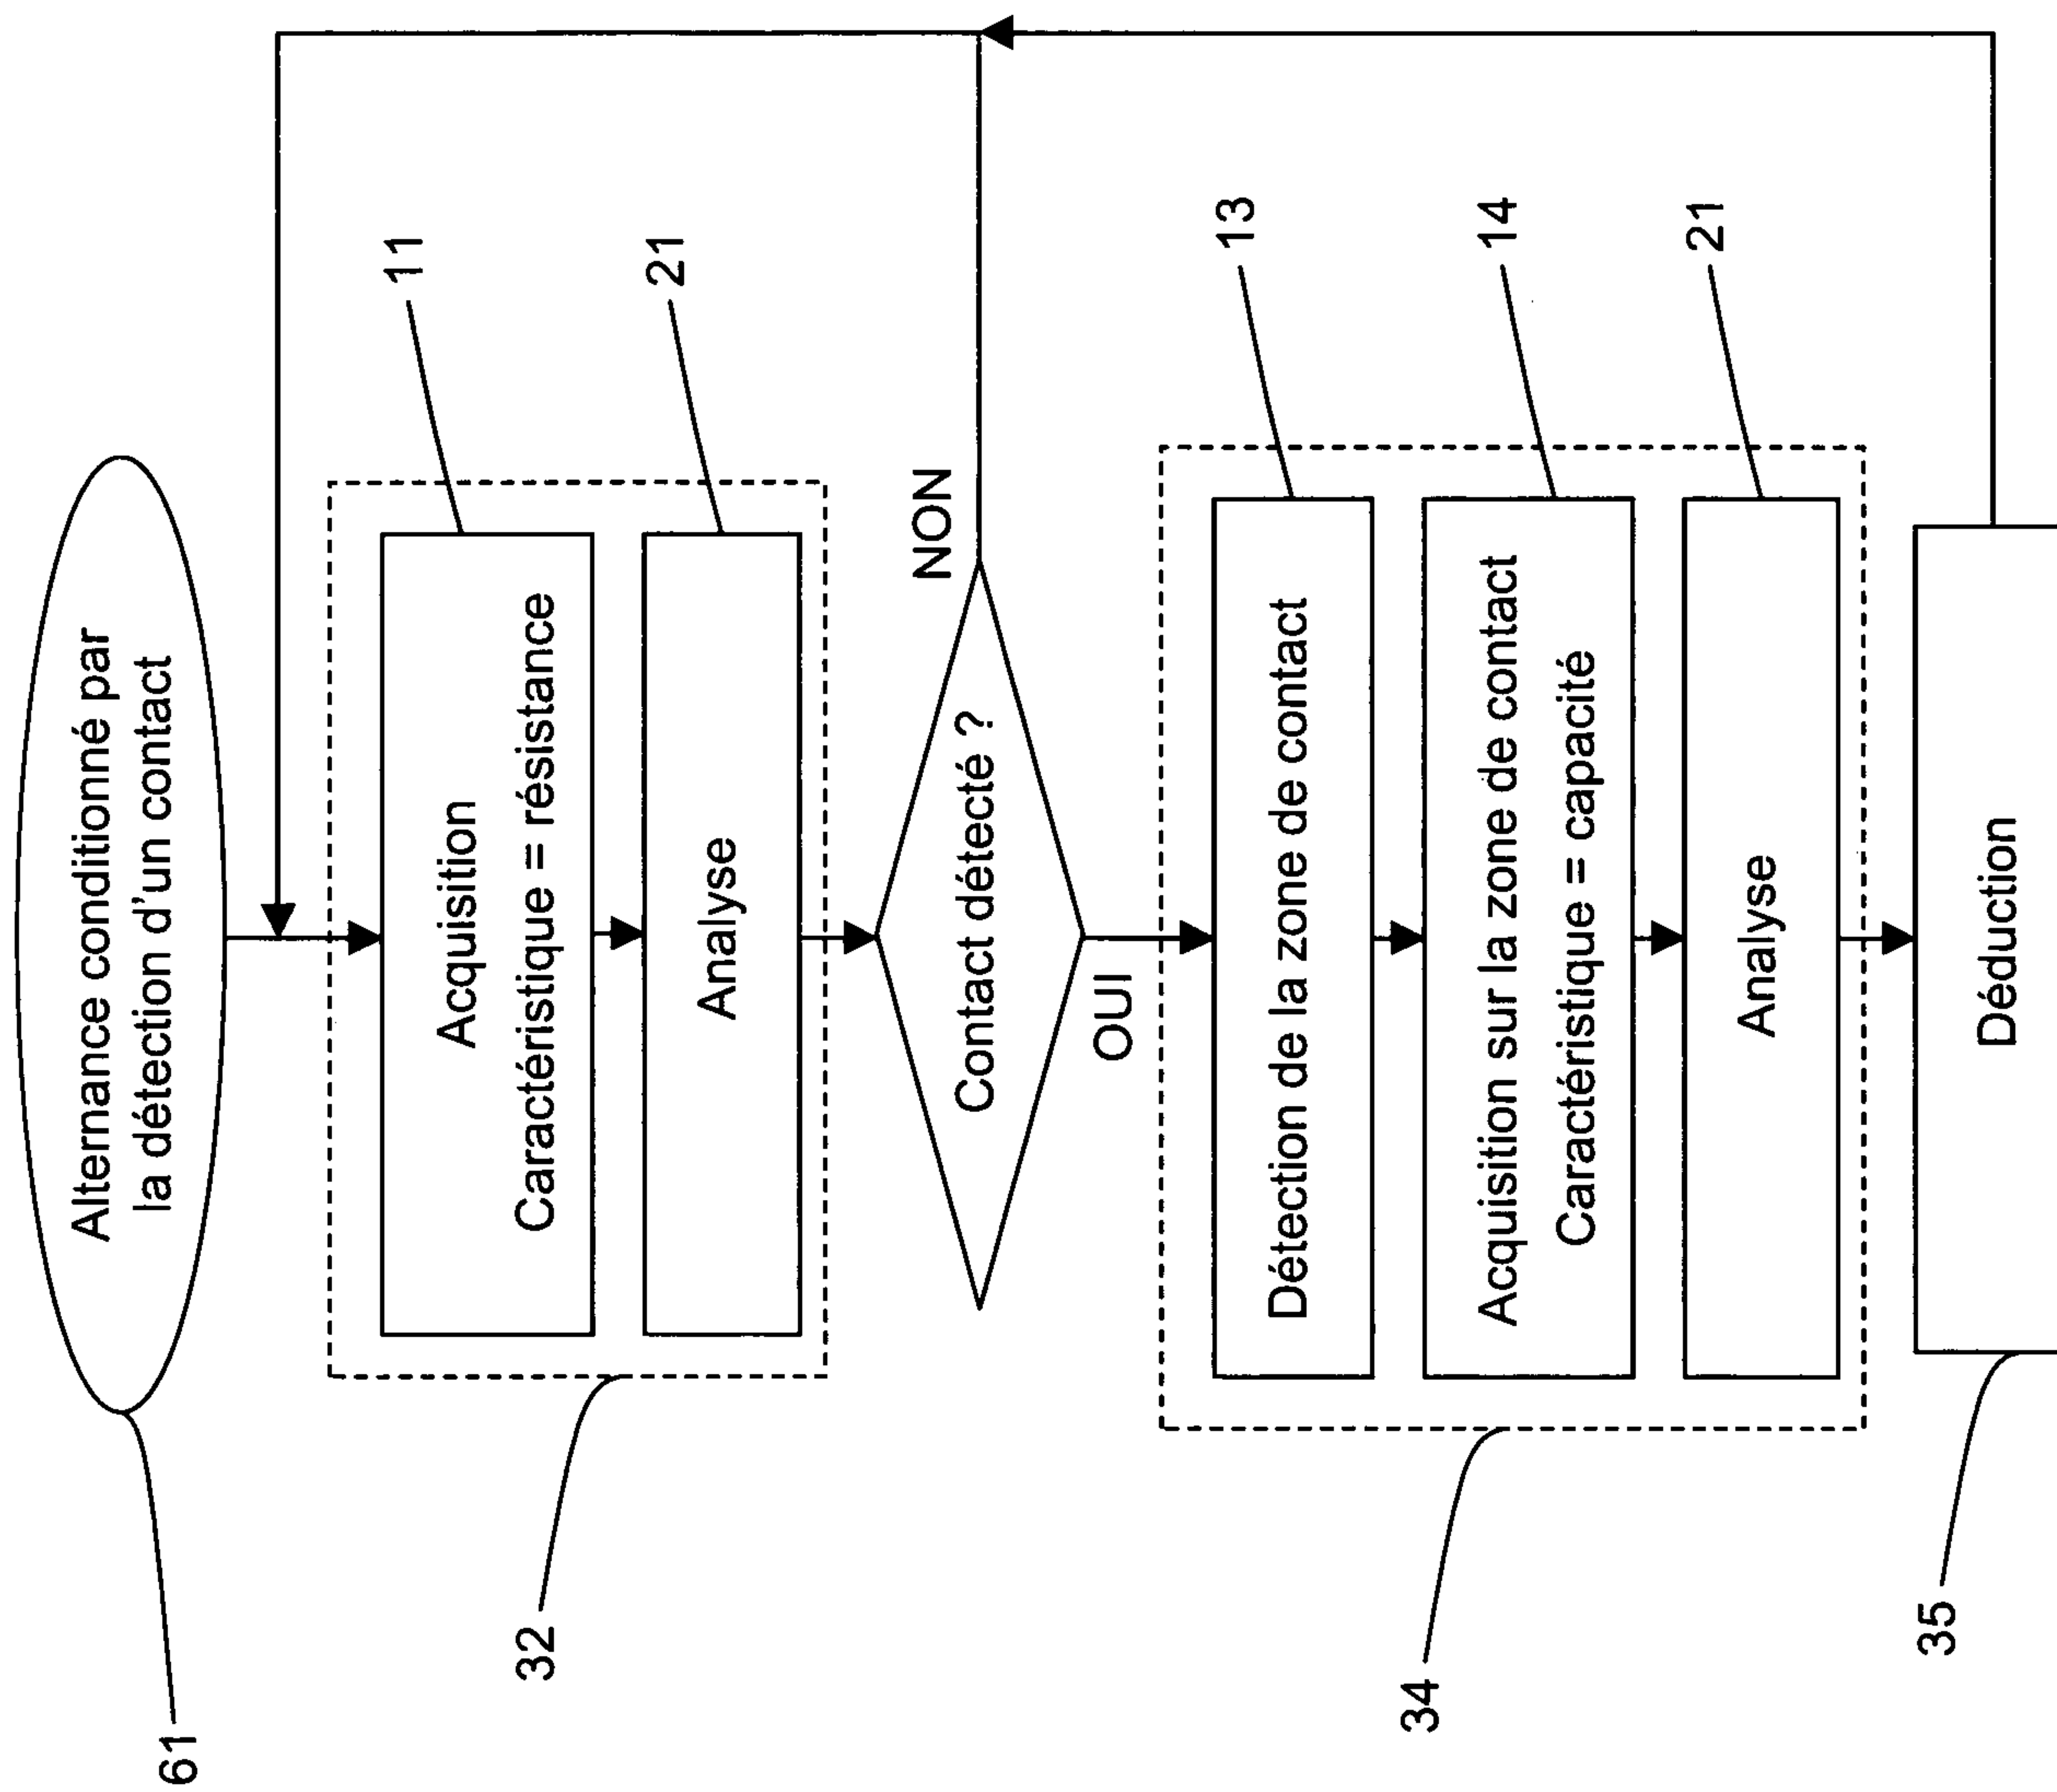 Alternance conditionné par
la détection d'un contact
61
Acquisition
Caractéristique = résistance
11
Analyse
21
32
Contact détecté ?
NON
OUI
Détection de la zone de contact
13
Acquisition sur la zone de contact
Caractéristique = capacité
14
Analyse
21
34
Déduction
35